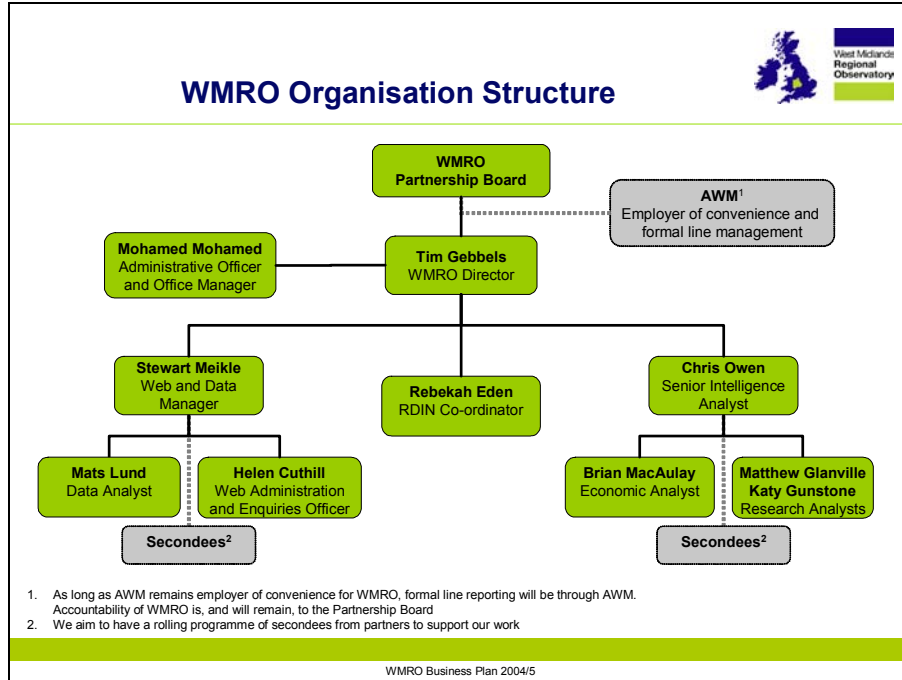 West Midlands
Regional
Observatory
WMRO Organisation Structure
WMRO
Partnership Board
AWM¹
Employer of convenience and
formal line management
Mohamed Mohamed
Administrative Officer
and Office Manager
Tim Gebbels
WMRO Director
Stewart Meikle
Web and Data
Manager
Rebekah Eden
RDIN Co-ordinator
Chris Owen
Senior Intelligence
Analyst
Mats Lund
Data Analyst
Helen Cuthill
Web Administration
and Enquiries Officer
Brian MacAulay
Economic Analyst
Matthew Glanville
Katy Gunstone
Research Analysts
Secondees²
Secondees²
1. As long as AWM remains employer of convenience for WMRO, formal line reporting will be through AWM.
Accountability of WMRO is, and will remain, to the Partnership Board
2. We aim to have a rolling programme of secondees from partners to support our work
WMRO Business Plan 2004/5